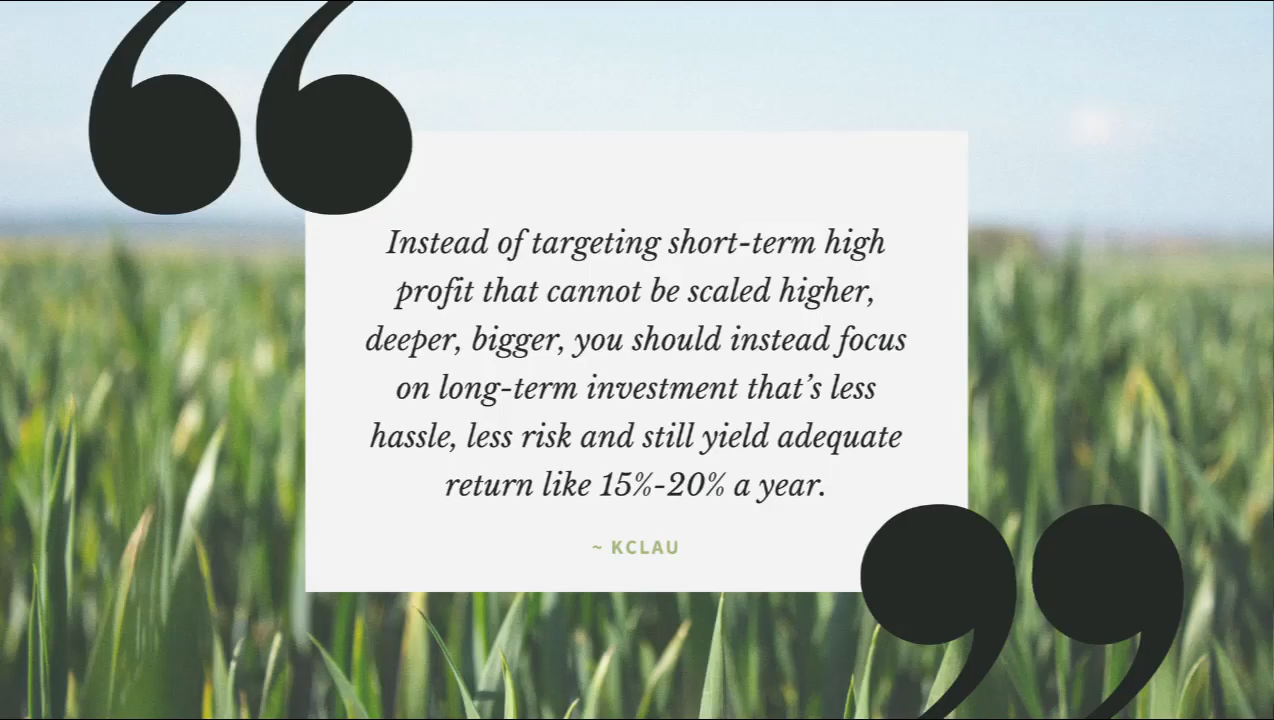 Instead of targeting short-term high
profit that cannot be scaled higher,
deeper, bigger, you should instead focus
on long-term investment that’s less
hassle, less risk and still yield adequate
return like 15%-20% a year.
~ KCLAU